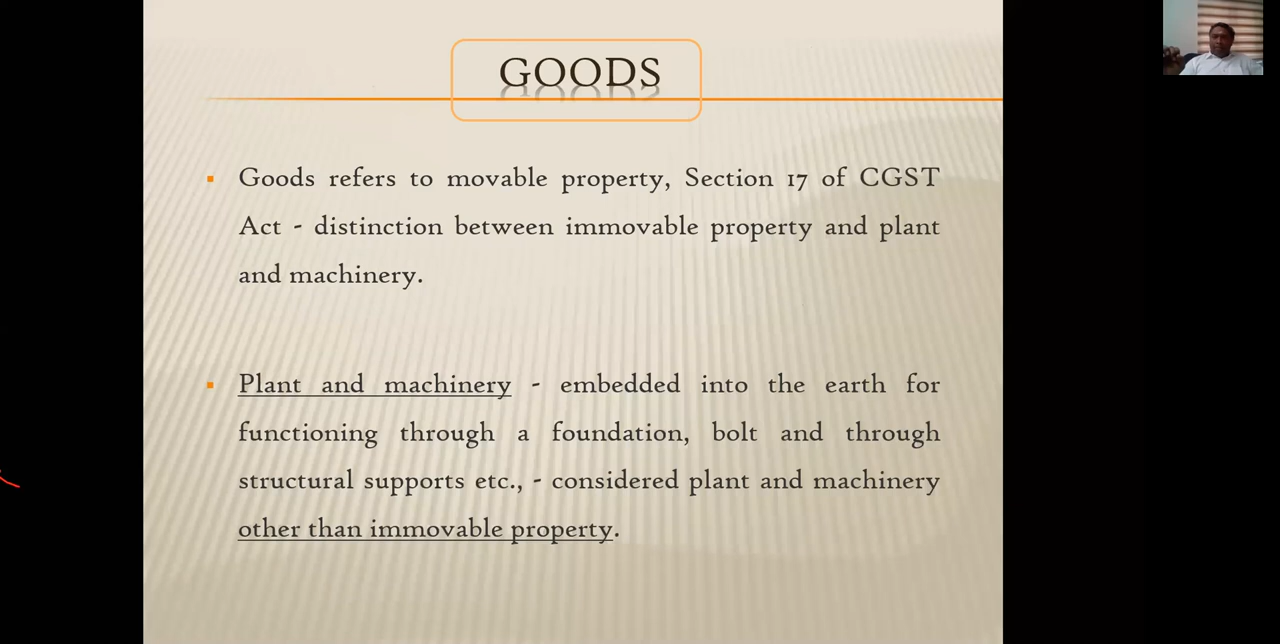 GOODS
Goods refers to movable property, Section 17 of CGST
Act - distinction between immovable property and plant
and machinery.
Plant and machinery - embedded into the earth for
functioning through a foundation, bolt and through
structural supports etc., - considered plant and machinery
other than immovable property.